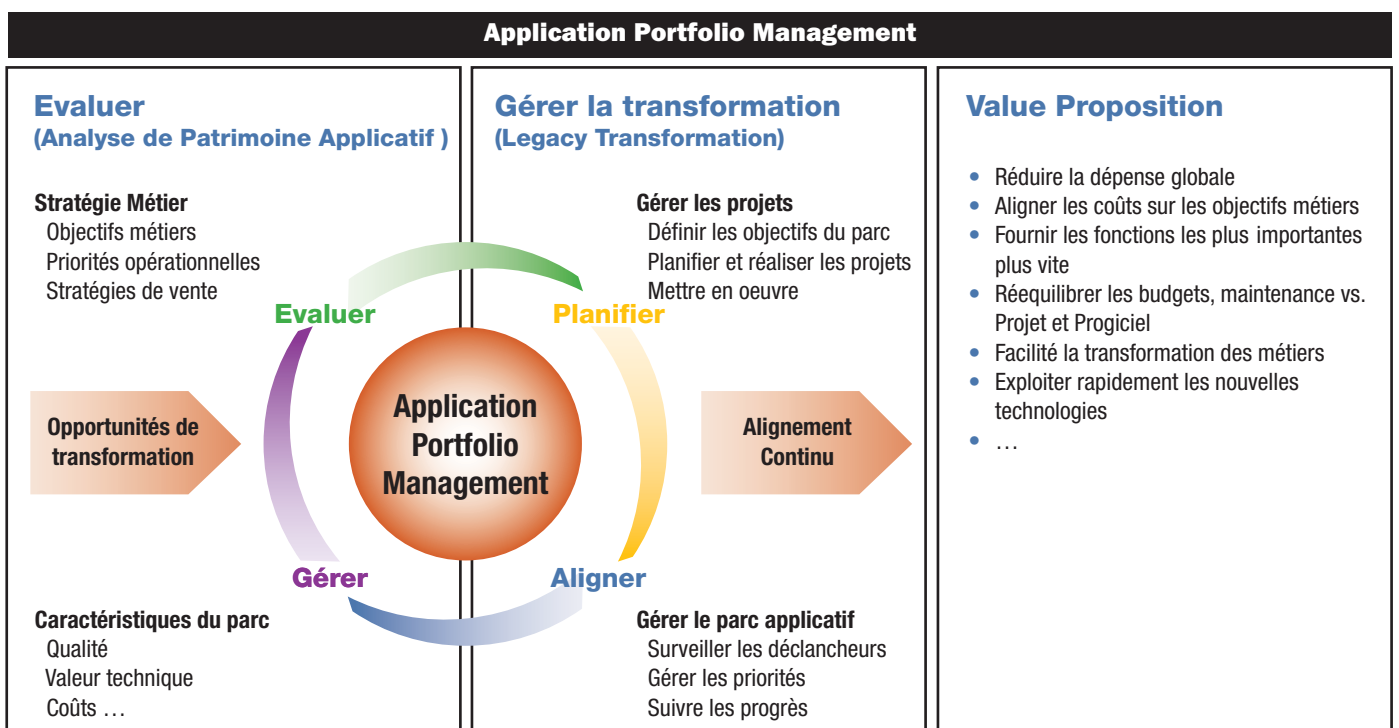 Application Portfolio Management
Evaluer
(Analyse de Patrimoine Applicatif )
Stratégie Métier
Objectifs métiers
Priorités opérationnelles
Stratégies de vente
Evaluer
Opportunités de
transformation
Gérer
Caractéristiques du parc
Qualité
Valeur technique
Coûts …
Application
Portfolio
Management
Gérer la transformation
(Legacy Transformation)
Gérer les projets
Définir les objectifs du parc
Planifier et réaliser les projets
Mettre en oeuvre
Planifier
Alignement
Continu
Aligner
Gérer le parc applicatif
Surveiller les déclancheurs
Gérer les priorités
Suivre les progrès
Value Proposition
• Réduire la dépense globale
• Aligner les coûts sur les objectifs métiers
• Fournir les fonctions les plus importantes
plus vite
• Réequilibrer les budgets, maintenance vs.
Projet et Progiciel
• Facilité la transformation des métiers
• Exploiter rapidement les nouvelles
technologies
• …